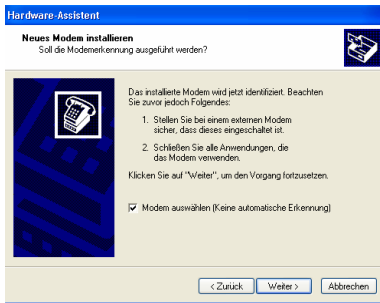 Hardware-Assistent
Neues Modem installieren
Soll die Modemerkennung ausgeführt werden?
Das installierte Modem wird jetzt identifiziert. Beachten
Sie zuvor jedoch Folgendes:
1. Stellen Sie bei einem externen Modem
sicher, dass dieses eingeschaltet ist.
2. Schließen Sie alle Anwendungen, die
das Modem verwenden.
Klicken Sie auf "Weiter", um den Vorgang fortzusetzen.
Modem auswählen (Keine automatische Erkennung)
< Zurück Weiter > Abbrechen